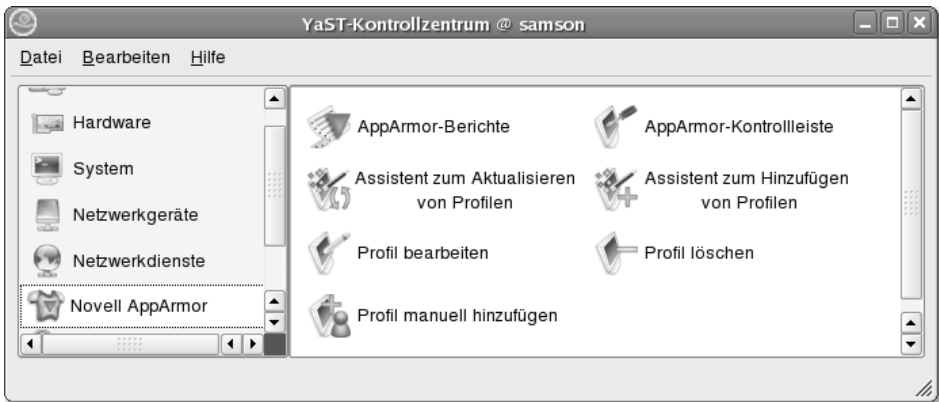 YaST-Kontrollzentrum @ samson
Datei Bearbeiten Hilfe
Hardware
System
Netzwerkgeräte
Netzwerkdienste
Novell AppArmor
AppArmor-Berichte
AppArmor-Kontrollleiste
Assistent zum Aktualisieren
von Profilen
Assistent zum Hinzufügen
von Profilen
Profil bearbeiten
Profil löschen
Profil manuell hinzufügen